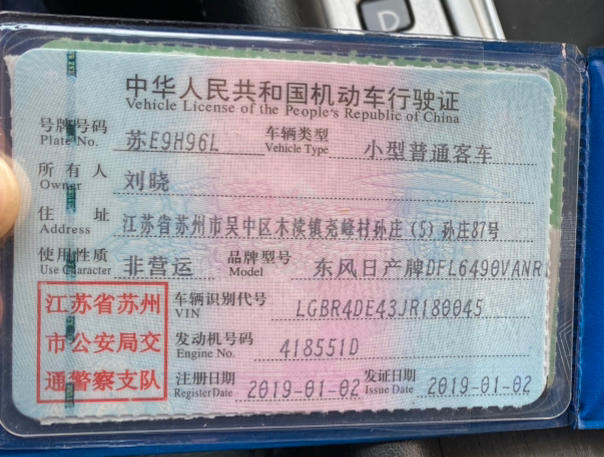 中华人民共和国机动车行驶证
Vehicle License of the People's Republic of China
号牌号码 苏E9H96L 车辆类型 小型普通客车
Plate No. Vehicle Type
所有人 刘晓
Owner
住址 江苏省苏州市吴中区木渎镇尧峰村孙庄(5)孙庄87号
Address
使用性质 非营运 品牌型号 东风日产牌DFL6490VANR
Use Character Model
江苏省苏州 车辆识别代号 LGBR4DE43JR180045
VIN
市公安局交 发动机号码 418551D
Engine No.
通警察支队 注册日期 2019-01-02 发证日期 2019-01-02
Register Date Issue Date
D